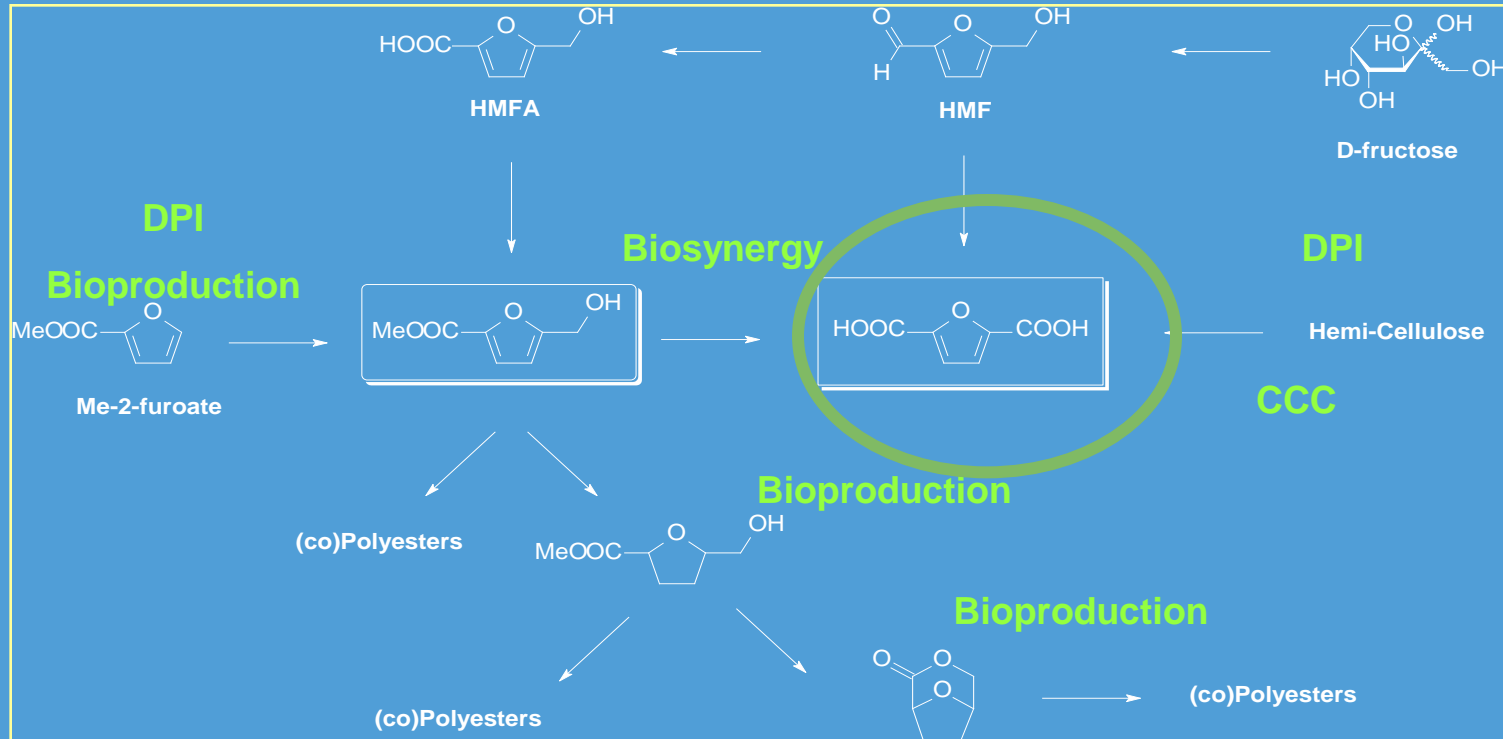 OH
O
HOOC
HMFA
O
OH
O
H
HMF
O
OH
HO
OH
HO
OH
D-fructose
DPI
Bioproduction
O
MeOOC
Me-2-furoate
OH
O
MeOOC
Biosynergy
O
HOOC
COOH
DPI
Hemi-Cellulose
CCC
Bioproduction
(co)Polyesters
OH
O
MeOOC
Bioproduction
O
O
O
(co)Polyesters
(co)Polyesters